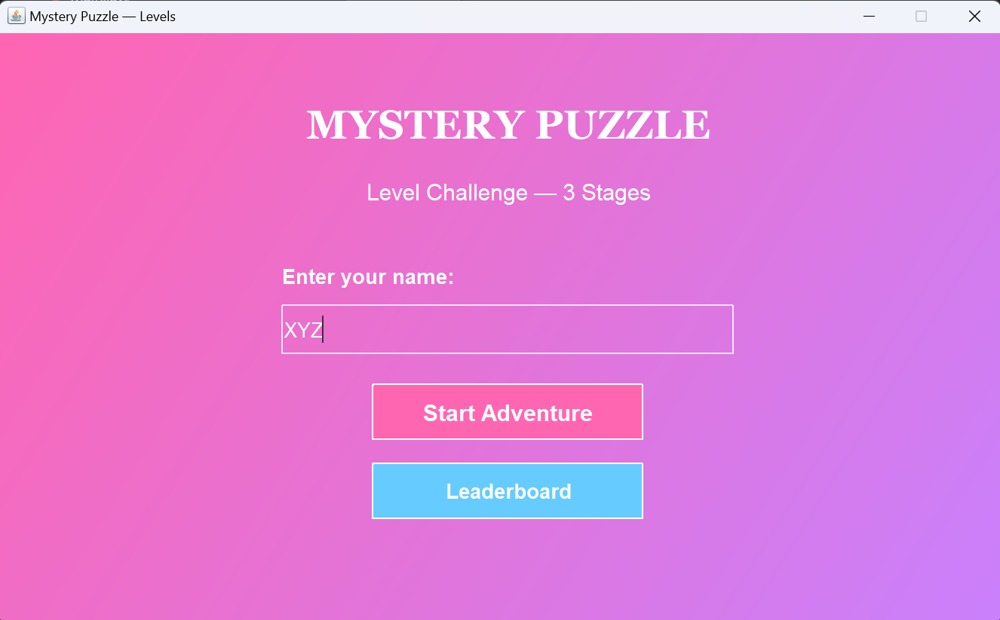 Mystery Puzzle — Levels
MYSTERY PUZZLE
Level Challenge — 3 Stages
Enter your name:
XYZ
Start Adventure
Leaderboard